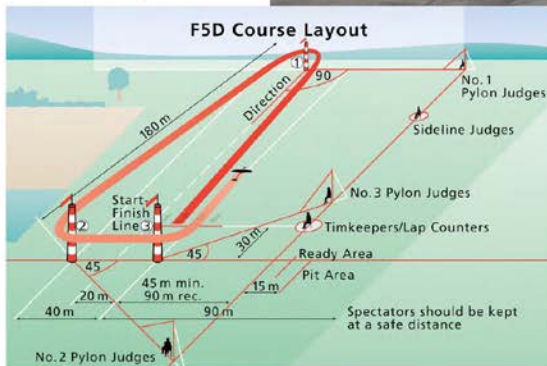 F5D Course Layout
1
90
No. 1
Pylon Judges
Direction
180 m
Sideline Judges
Start-
Finish
Line
2
3
No. 3 Pylon Judges
Timkeepers/Lap Counters
30 m
45
45
Ready Area
Pit Area
45 m min.
90 m rec.
20 m
15 m
40 m
90 m
Spectators should be kept
at a safe distance
No. 2 Pylon Judges